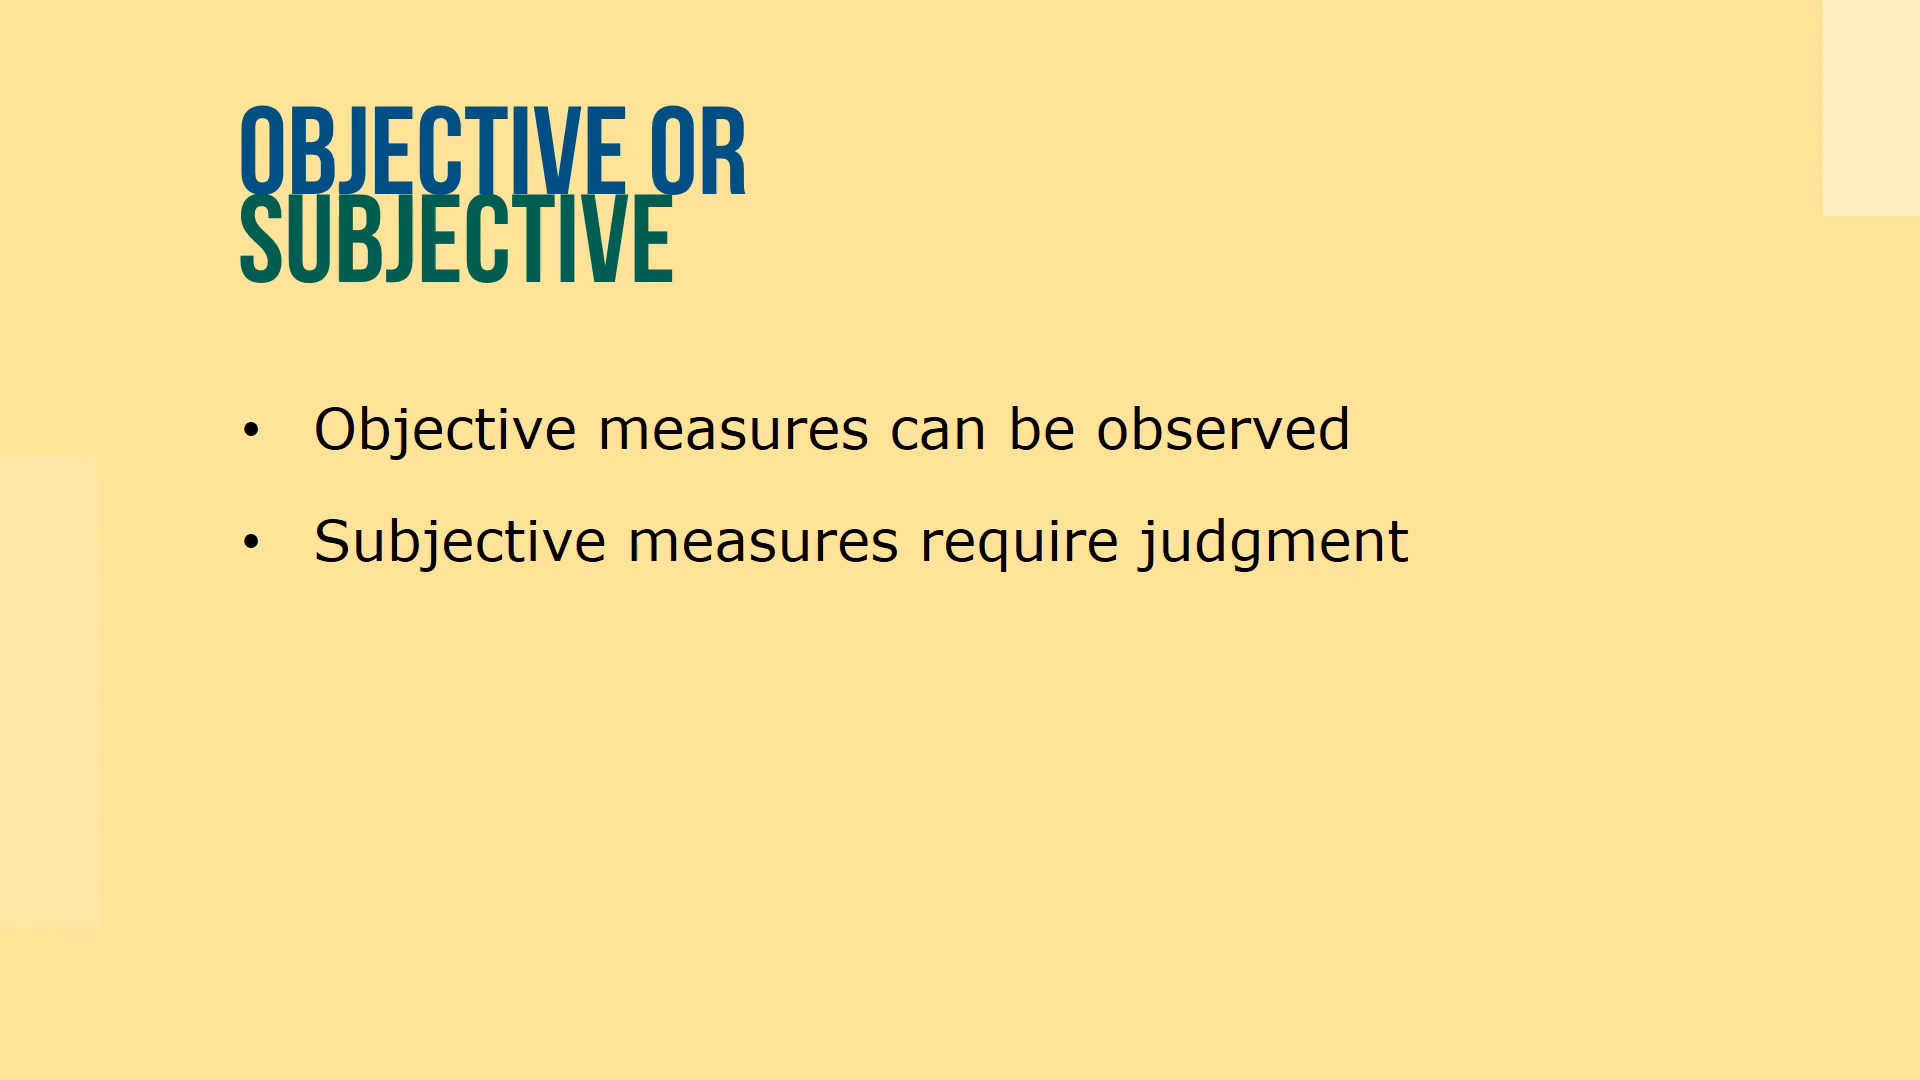 OBJECTIVE OR
SUBJECTIVE
• Objective measures can be observed
• Subjective measures require judgment